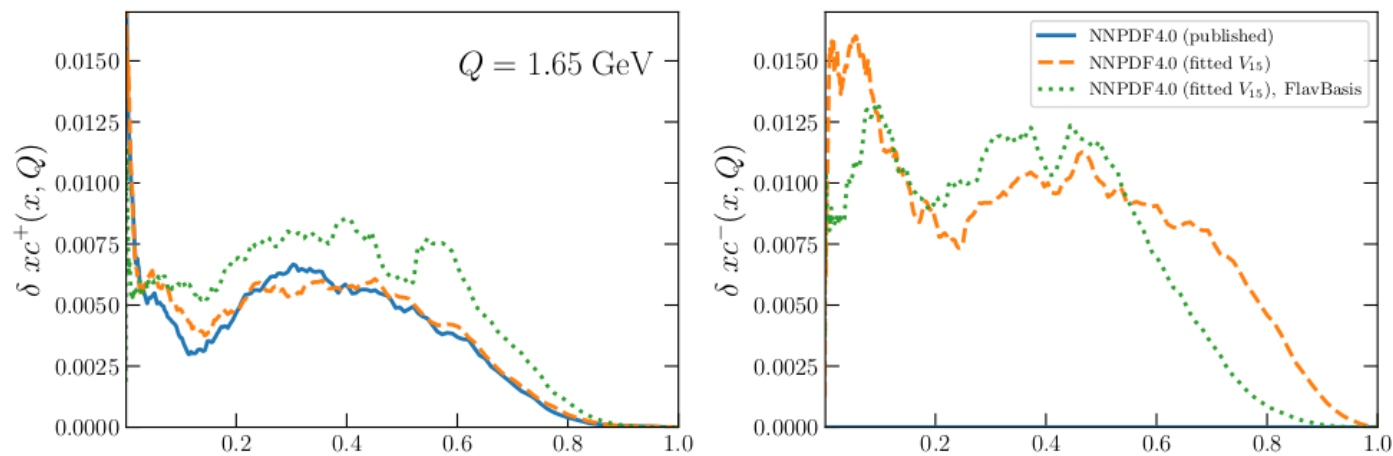 δ xc⁺(x, Q)
0.0150
0.0125
0.0100
0.0075
0.0050
0.0025
0.0000
Q = 1.65 GeV
0.2 0.4 0.6 0.8 1.0
δ xc⁻(x, Q)
0.0150
0.0125
0.0100
0.0075
0.0050
0.0025
0.0000
NNPDF4.0 (published)
NNPDF4.0 (fitted V₁₅)
NNPDF4.0 (fitted V₁₅), FlavBasis
0.2 0.4 0.6 0.8 1.0